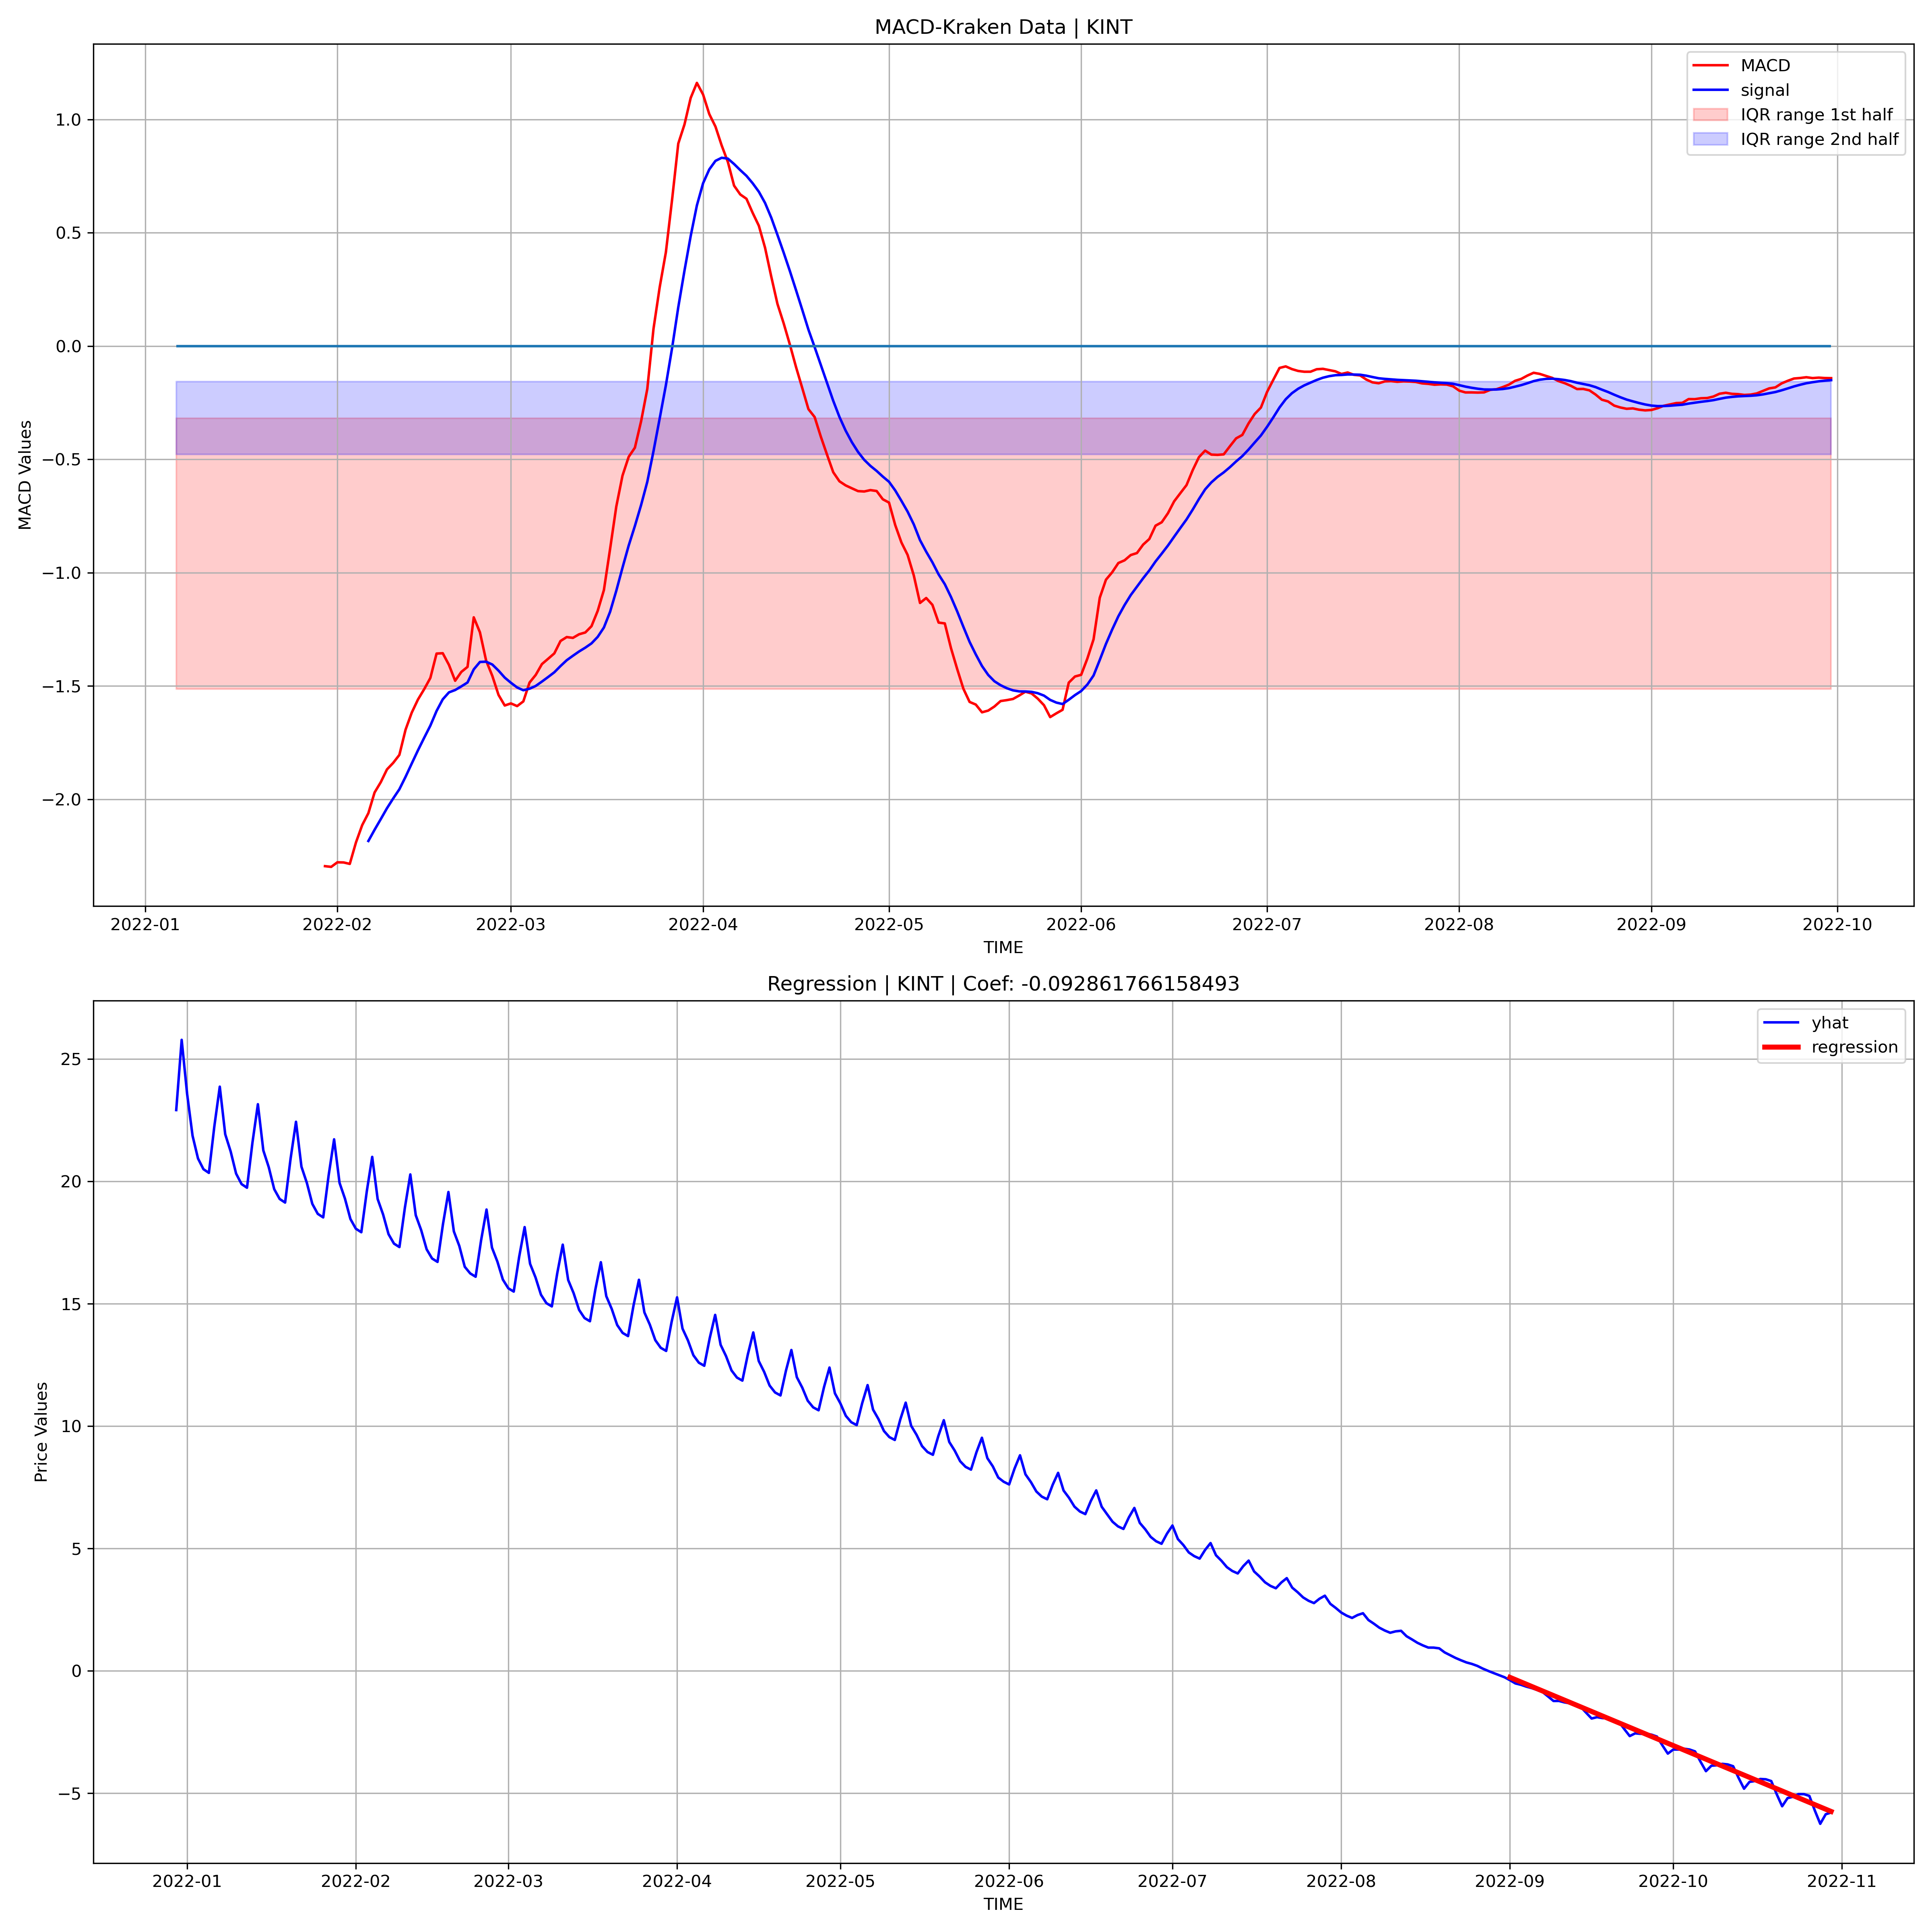 MACD-Kraken Data | KINT
MACD
signal
IQR range 1st half
IQR range 2nd half
1.0
0.5
0.0
−0.5
−1.0
−1.5
−2.0
MACD Values
2022-01 2022-02 2022-03 2022-04 2022-05 2022-06 2022-07 2022-08 2022-09 2022-10
TIME
Regression | KINT | Coef: -0.092861766158493
yhat
regression
25
20
15
10
5
0
−5
Price Values
2022-01 2022-02 2022-03 2022-04 2022-05 2022-06 2022-07 2022-08 2022-09 2022-10 2022-11
TIME